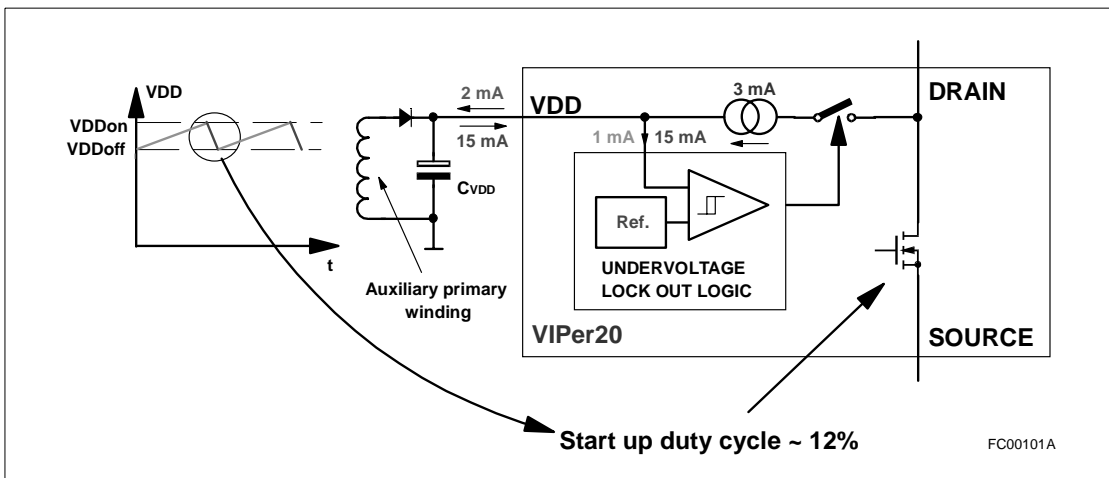 VDD
VDDon
VDDoff
t
2 mA
15 mA
CVDD
Auxiliary primary
winding
VDD
3 mA
DRAIN
1 mA
15 mA
Ref.
UNDERVOLTAGE
LOCK OUT LOGIC
VIPer20
SOURCE
Start up duty cycle ~ 12%
FC00101A